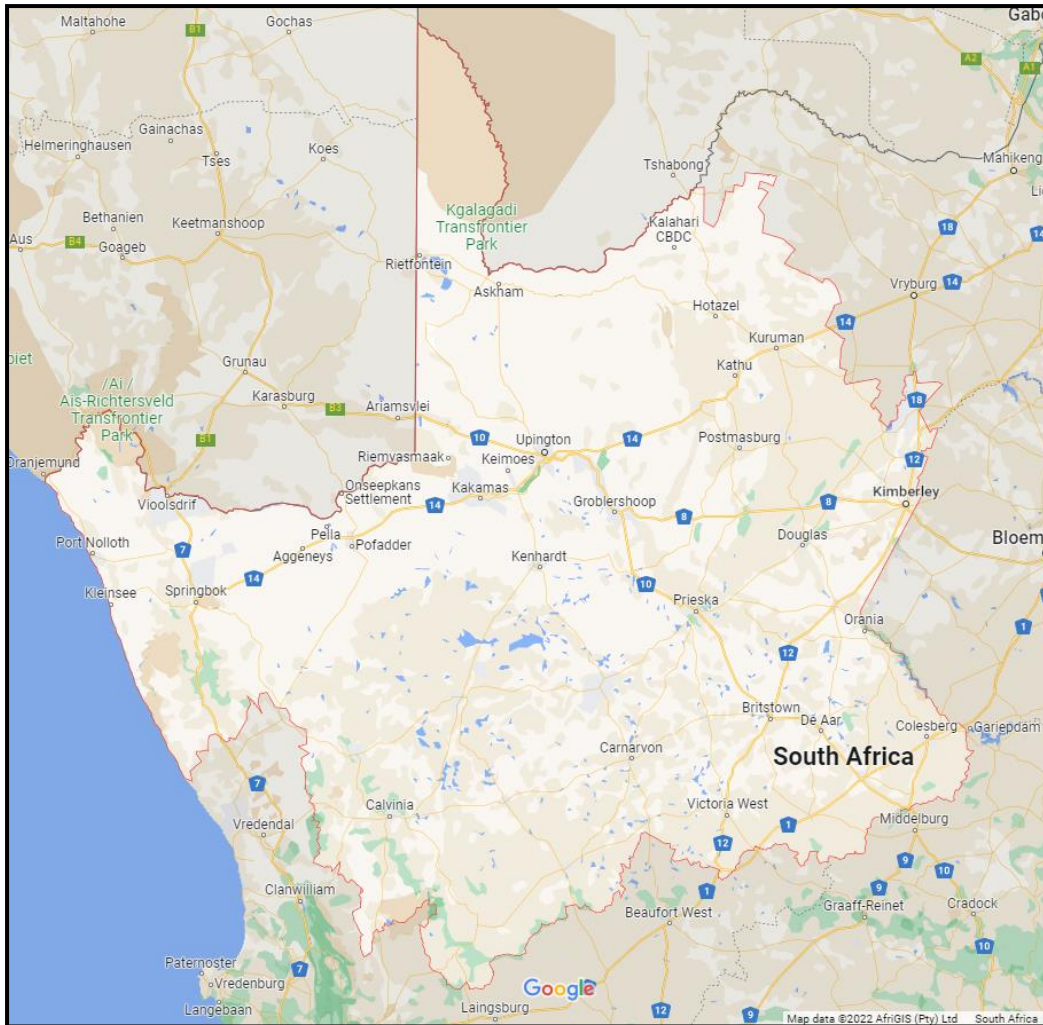 Maltahohe
B1
Gochas
Gabo
A2
A1
Gainachas
Helmeringhausen
Tses
Koes
Tshabong
Mahikeng
Bethanien
Keetmanshoop
Kgalagadi
Transfrontier
Park
Kalahari
CBDC
18
14
Aus
B4
Goageb
Rietfontein
Askham
Vryburg
14
Hotazel
14
Kuruman
Grunau
Kathu
/Ai /
Ais-Richtersveld
Transfrontier
Park
Karasburg
B3
Ariamsvlei
18
B1
10
Upington
14
Postmasburg
Riemvasmaak
Keimoes
12
Oranjemund
Onseepkans
Settlement
Kakamas
14
Kimberley
Vioolsdrif
Groblershoop
8
8
Pella
Port Nolloth
7
Pofadder
Aggeneys
Kenhardt
Douglas
Bloem
14
10
Kleinsee
Springbok
Prieska
Orania
1
12
Britstown
De Aar
Colesberg
Gariepdam
Carnarvon
South Africa
7
Calvinia
Victoria West
1
Vredendal
12
Middelburg
9
10
Clanwilliam
1
9
Beaufort West
Graaff-Reinet
Cradock
10
Paternoster
7
Vredenburg
Google
Langebaan
Laingsburg
12
9
Map data ©2022 AfriGIS (Pty) Ltd South Africa